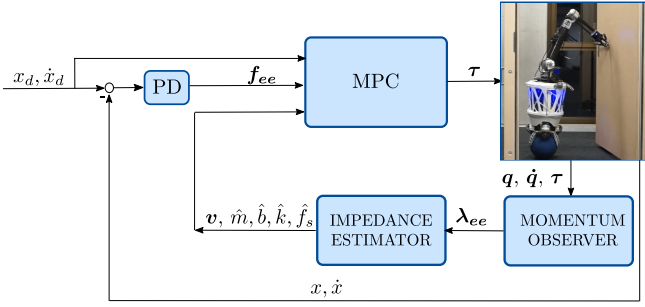 x_d, ẋ_d
-
PD
f_ee
MPC
τ
q, q̇, τ
v, m̂, b̂, k̂, f̂_s
IMPEDANCE
ESTIMATOR
λ_ee
MOMENTUM
OBSERVER
x, ẋ